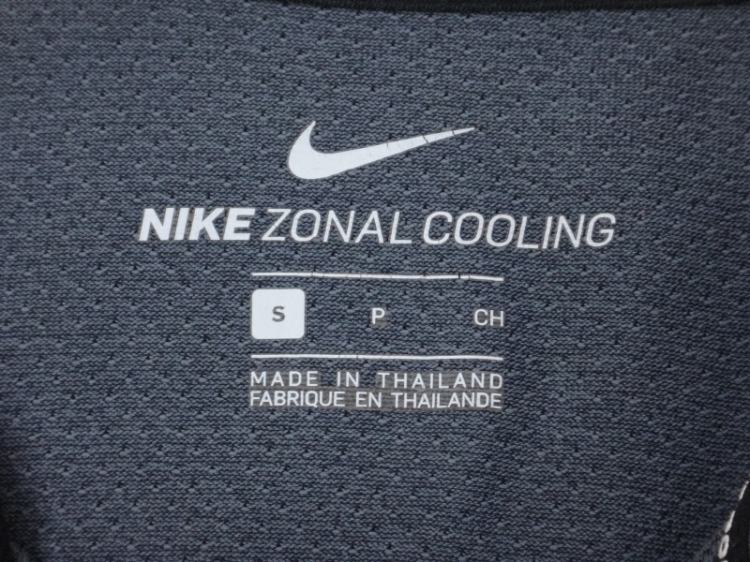 NIKE ZONAL COOLING
S P CH
MADE IN THAILAND
FABRIQUE EN THAILANDE